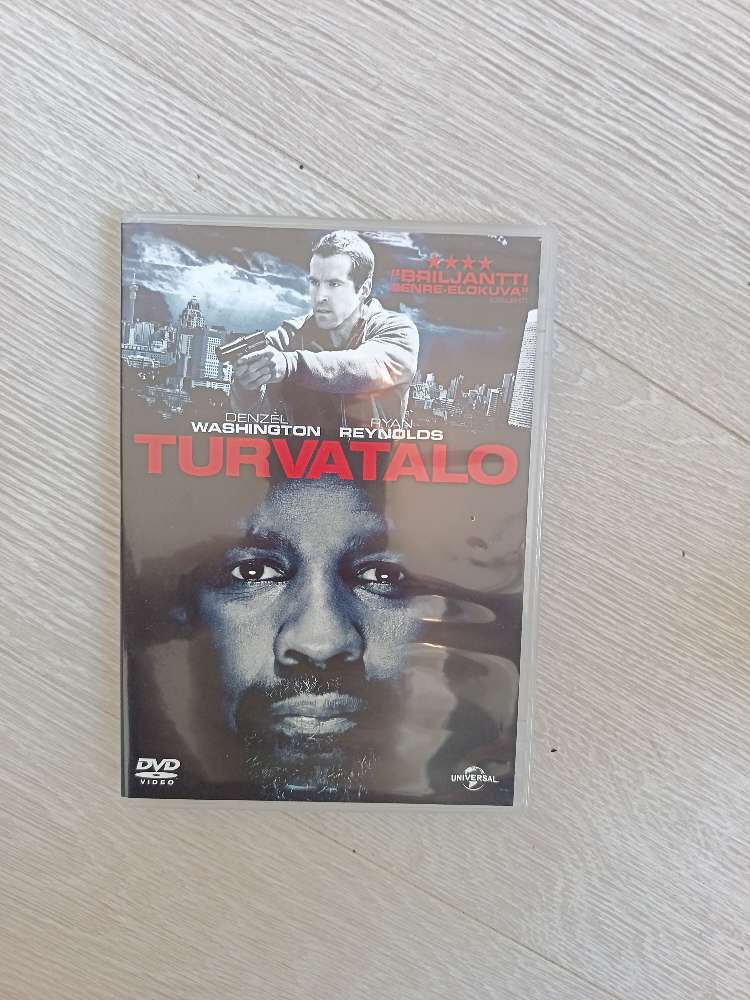 ★★★★
"BRILJANTTI
GENRE-ELOKUVA"
DENZEL RYAN
WASHINGTON REYNOLDS
TURVATALO
DVD
VIDEO
UNIVERSAL